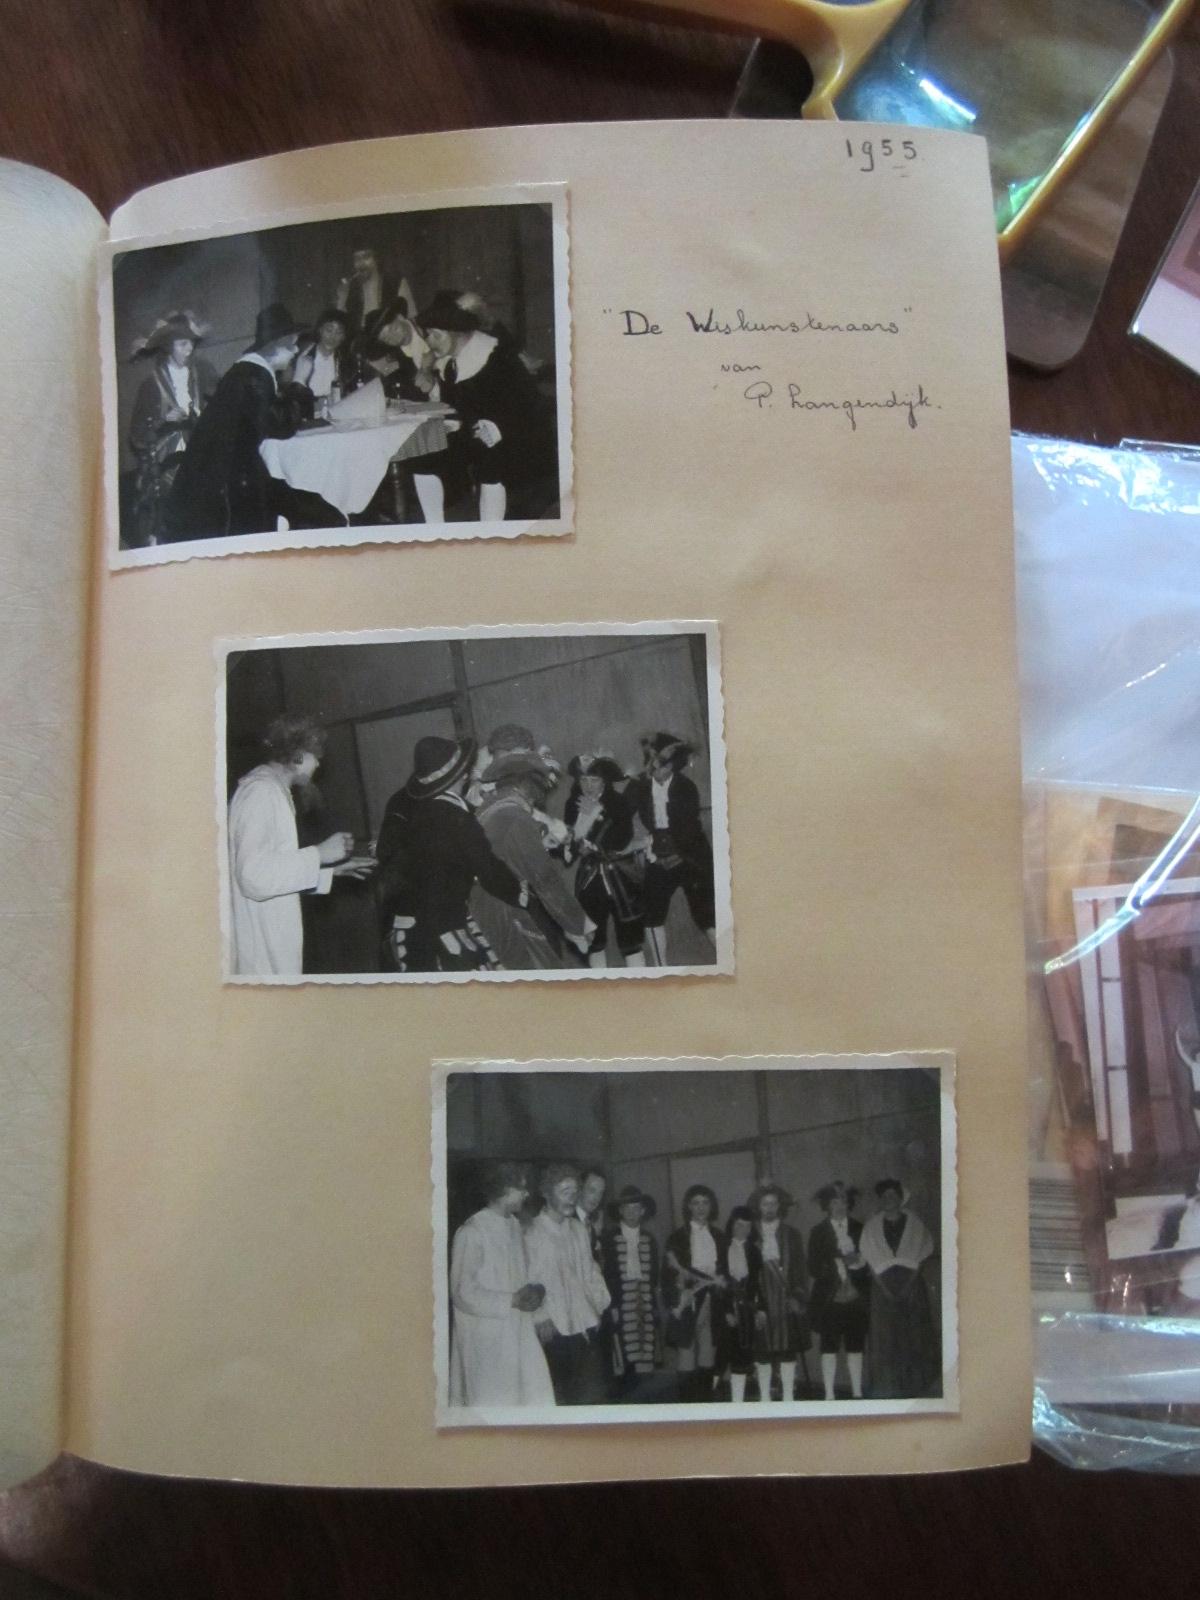 1955
"De Wiskunstenaars"
van
P. Langendijk.